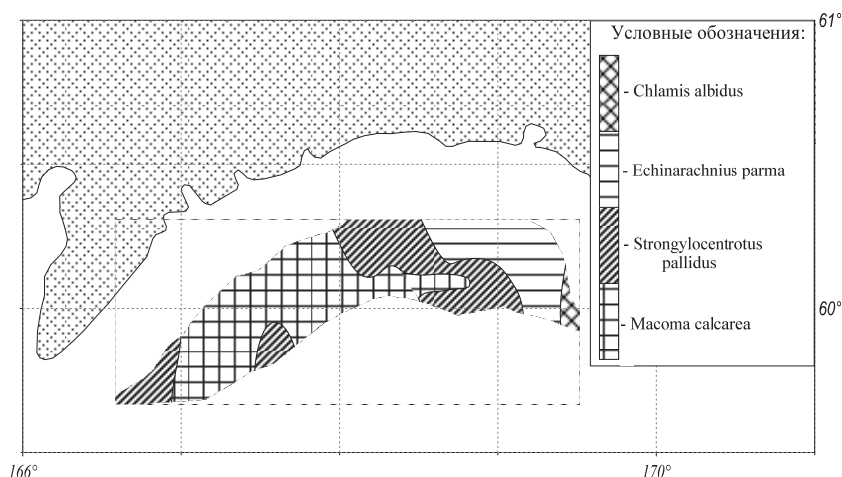 61°
Условные обозначения:
- Chlamis albidus
- Echinarachnius parma
- Strongylocentrotus
pallidus
60°
- Macoma calcarea
166°
170°